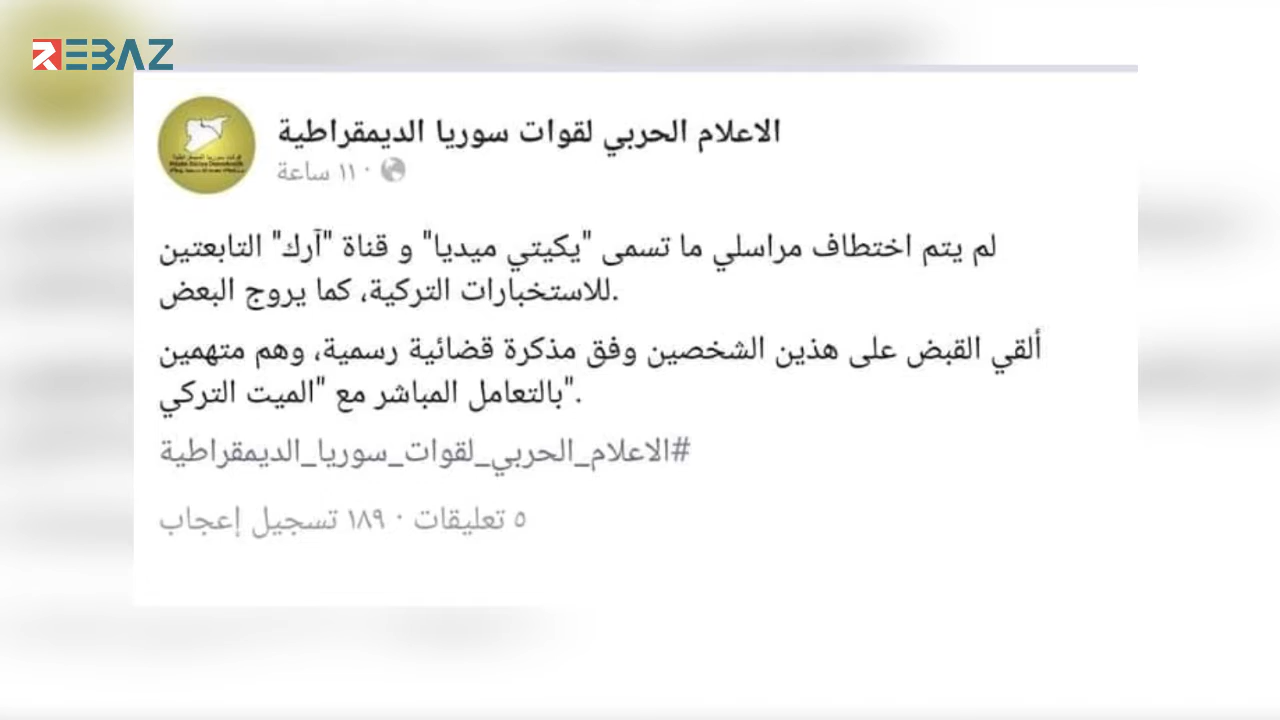 REBAZ
الاعلام الحربي لقوات سوريا الديمقراطية
١١ ساعة ·
لم يتم اختطاف مراسلي ما تسمى "يكيتي ميديا" و قناة "آرك" التابعتين
للاستخبارات التركية، كما يروج البعض.
ألقي القبض على هذين الشخصين وفق مذكرة قضائية رسمية، وهم متهمين
بالتعامل المباشر مع "الميت التركي".
#الاعلام_الحربي_لقوات_سوريا_الديمقراطية
٥ تعليقات · ١٨٩ تسجيل إعجاب